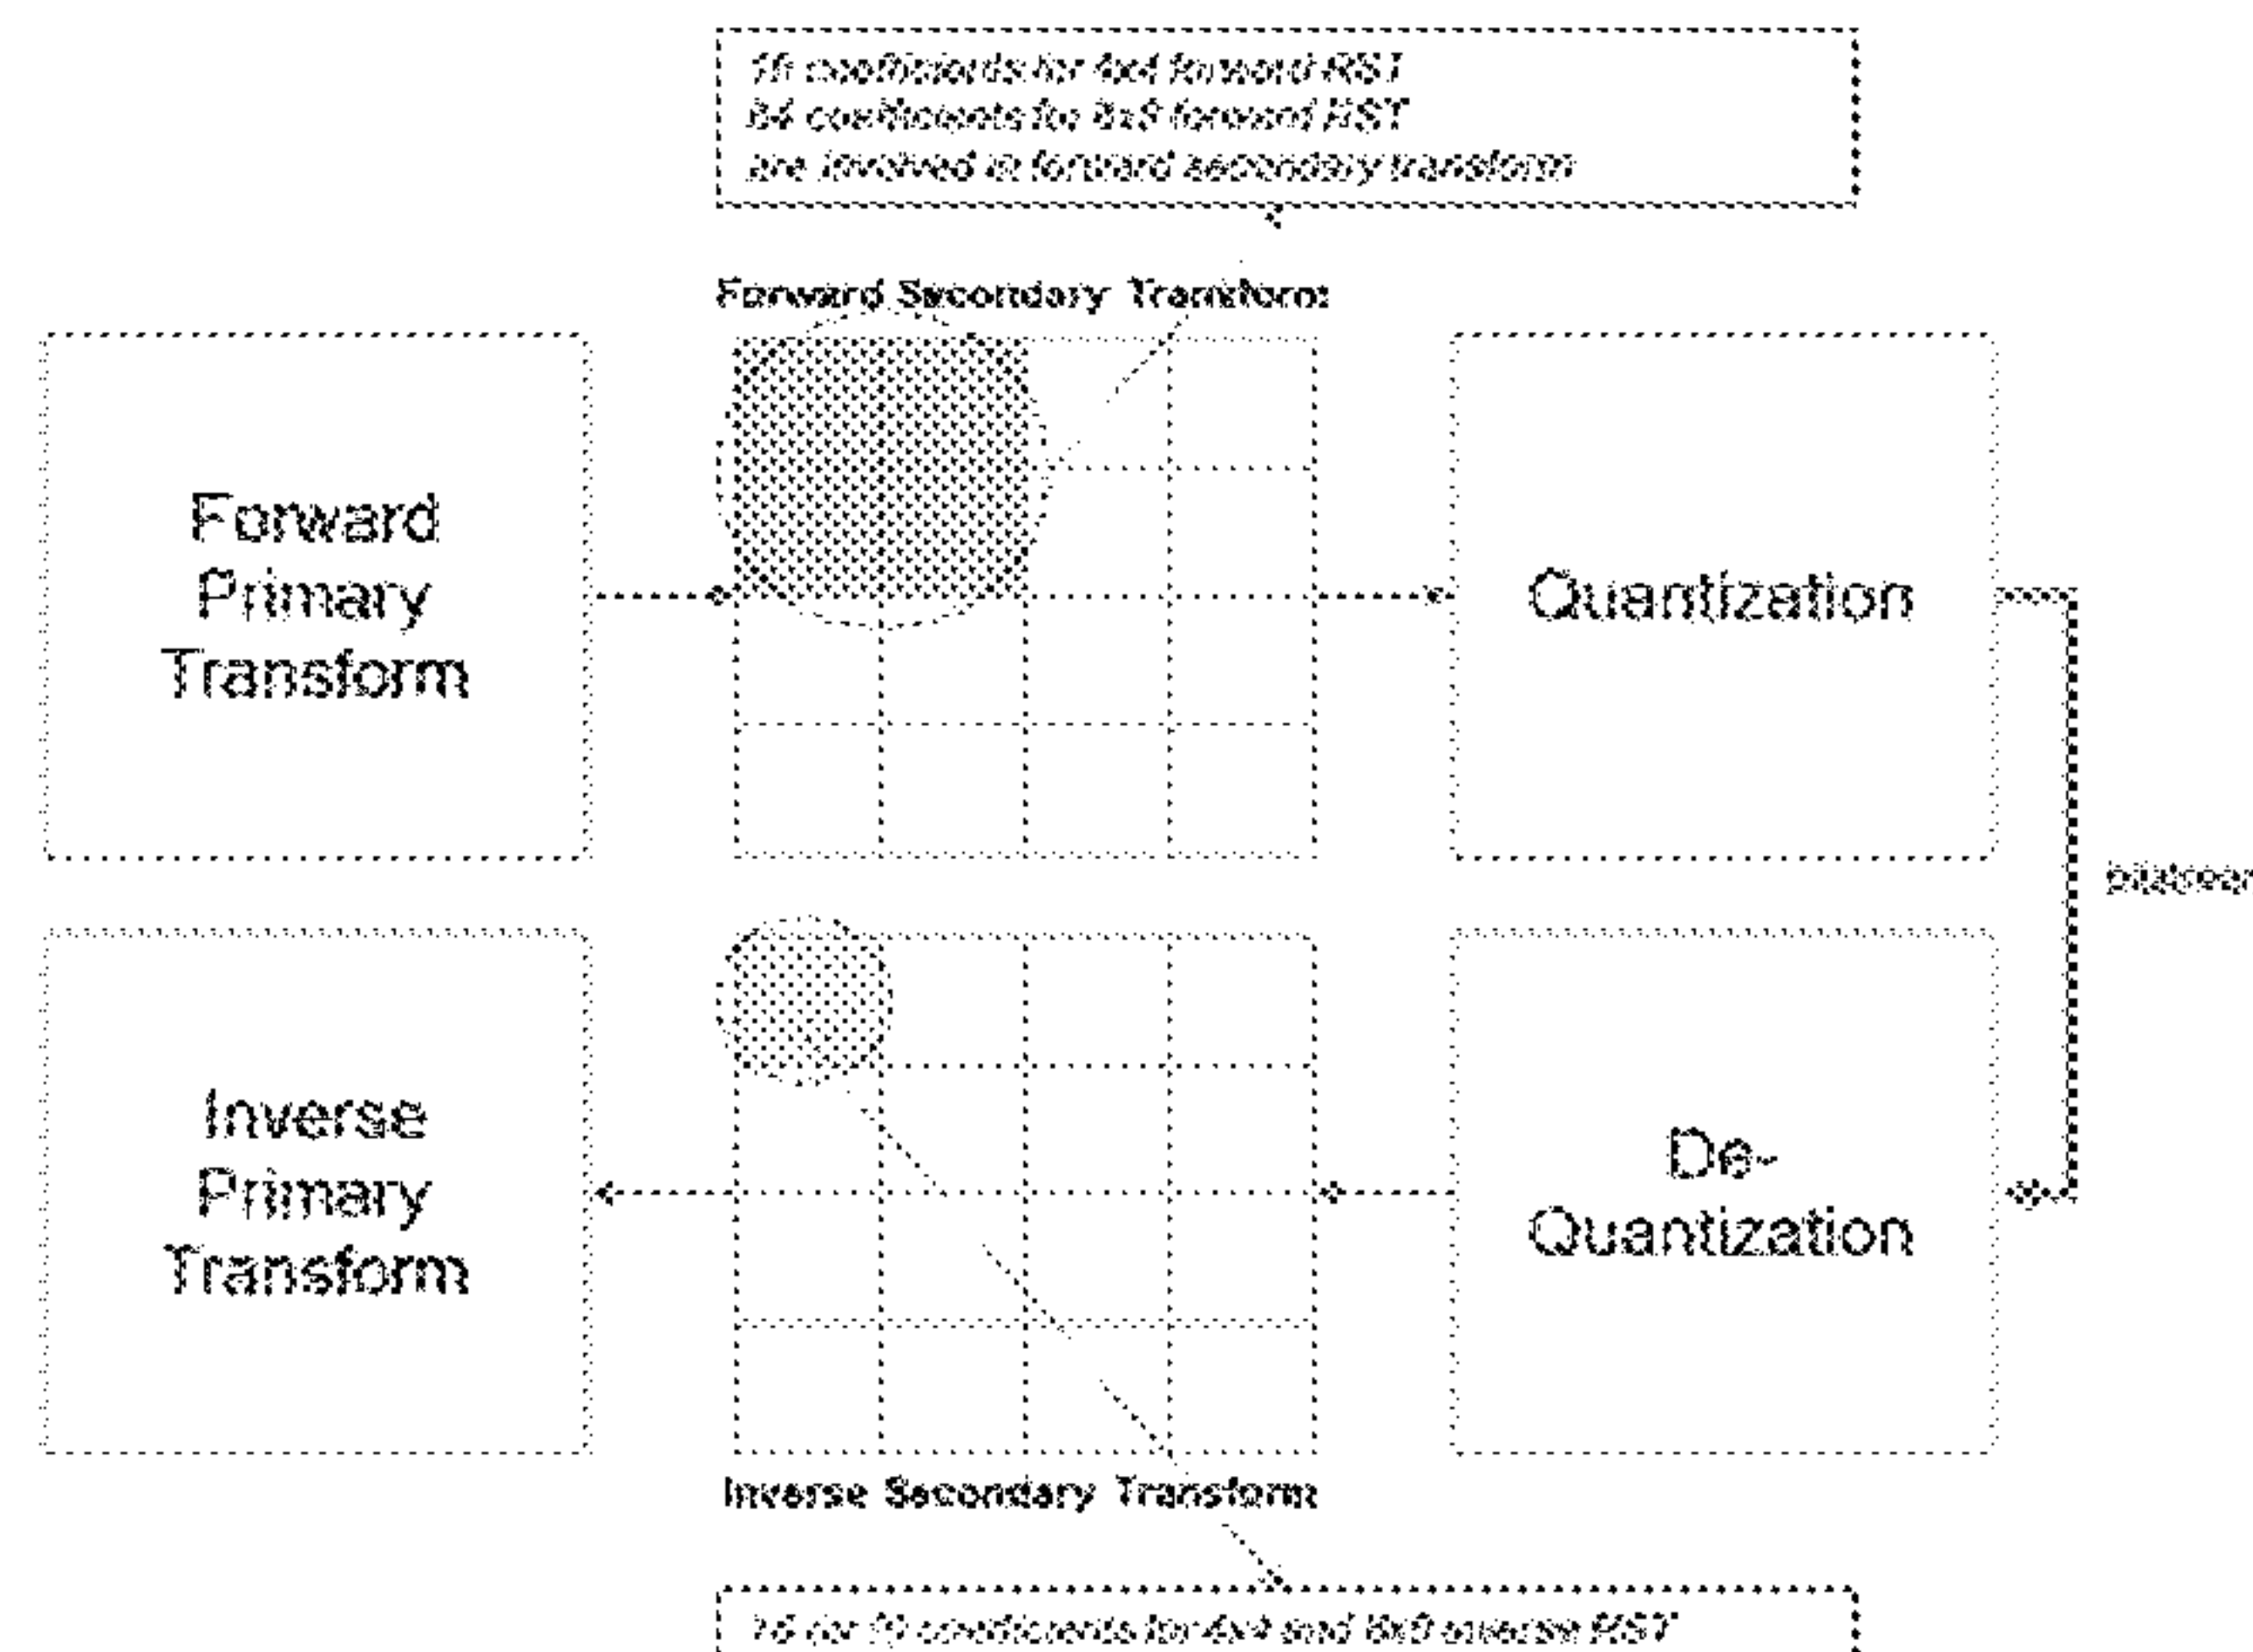 16 coefficients for 4x4 forward RST
64 coefficients for 8x8 forward RST
are involved in forward secondary transform
Forward Secondary Transform
Forward
Primary
Transform
Quantization
Inverse
Primary
Transform
De-
Quantization
Inverse Secondary Transform
coefficients for 4x4 and 8x8 inverse RST